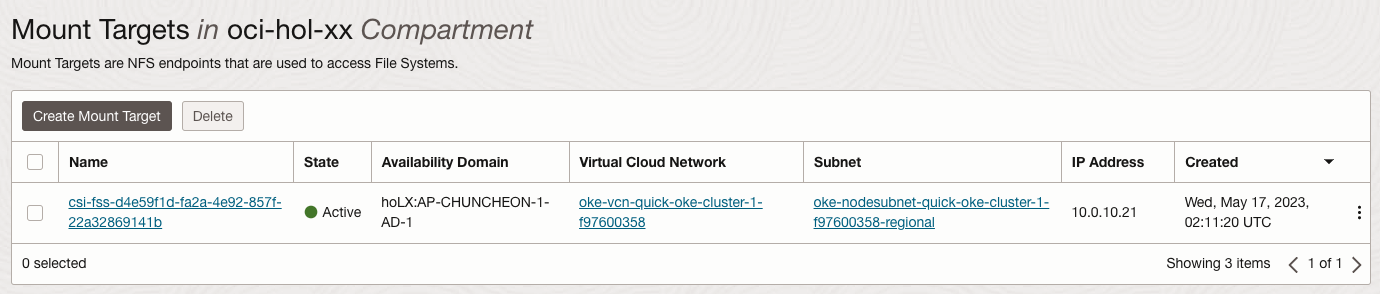 Mount Targets in oci-hol-xx Compartment
Mount Targets are NFS endpoints that are used to access File Systems.
Create Mount Target Delete
Name State Availability Domain Virtual Cloud Network Subnet IP Address Created
csi-fss-d4e59f1d-fa2a-4e92-857f- Active hoLX:AP-CHUNCHEON-1- oke-vcn-quick-oke-cluster-1- oke-nodesubnet-quick-oke-cluster-1- 10.0.10.21 Wed, May 17, 2023,
22a32869141b AD-1 f97600358 f97600358-regional 02:11:20 UTC
0 selected Showing 3 items 1 of 1